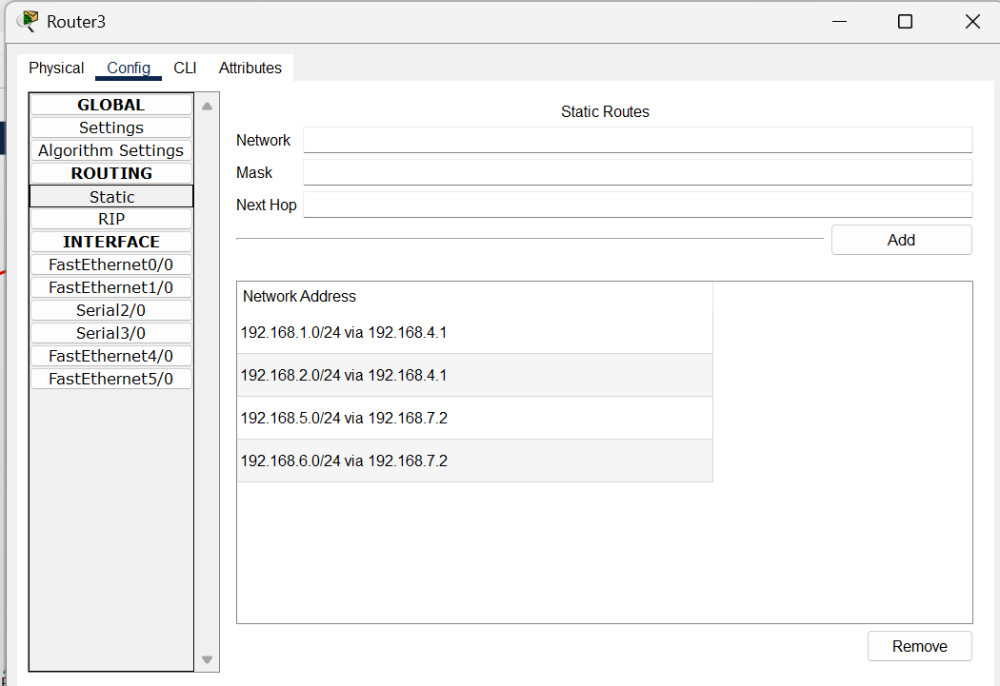 Router3
Physical Config CLI Attributes
GLOBAL
Settings
Algorithm Settings
ROUTING
Static
RIP
INTERFACE
FastEthernet0/0
FastEthernet1/0
Serial2/0
Serial3/0
FastEthernet4/0
FastEthernet5/0
Static Routes
Network
Mask
Next Hop
Add
Network Address
192.168.1.0/24 via 192.168.4.1
192.168.2.0/24 via 192.168.4.1
192.168.5.0/24 via 192.168.7.2
192.168.6.0/24 via 192.168.7.2
Remove